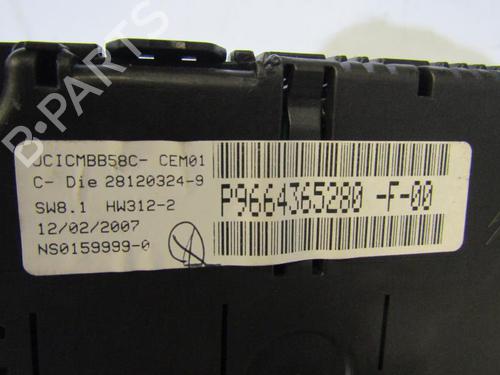 UCICMBB58C- CEM01
C- Die 28120324-9
SW8.1 HW312-2
12/02/2007
NS0159999-0
P9664365280 -F-00
B-PARTS